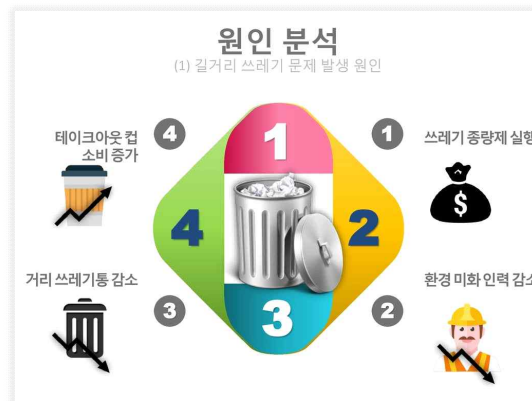 원인 분석
(1) 길거리 쓰레기 문제 발생 원인
테이크아웃 컵
소비 증가
4
1
쓰레기 종량제 실행
1
4
2
$
거리 쓰레기통 감소
3
3
2
환경 미화 인력 감소